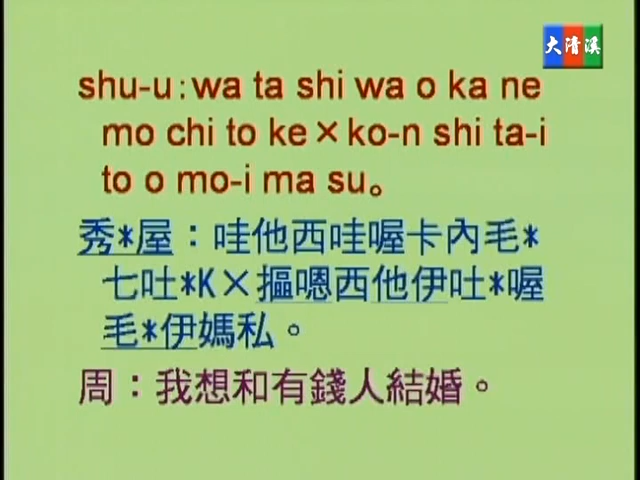 大清溪
shu-u:wa ta shi wa o ka ne
mo chi to ke×ko-n shi ta-i
to o mo-i ma su。
秀*屋：哇他西哇喔卡內毛*
七吐*K×摳嗯西他伊吐*喔
毛*伊媽私。
周：我想和有錢人結婚。